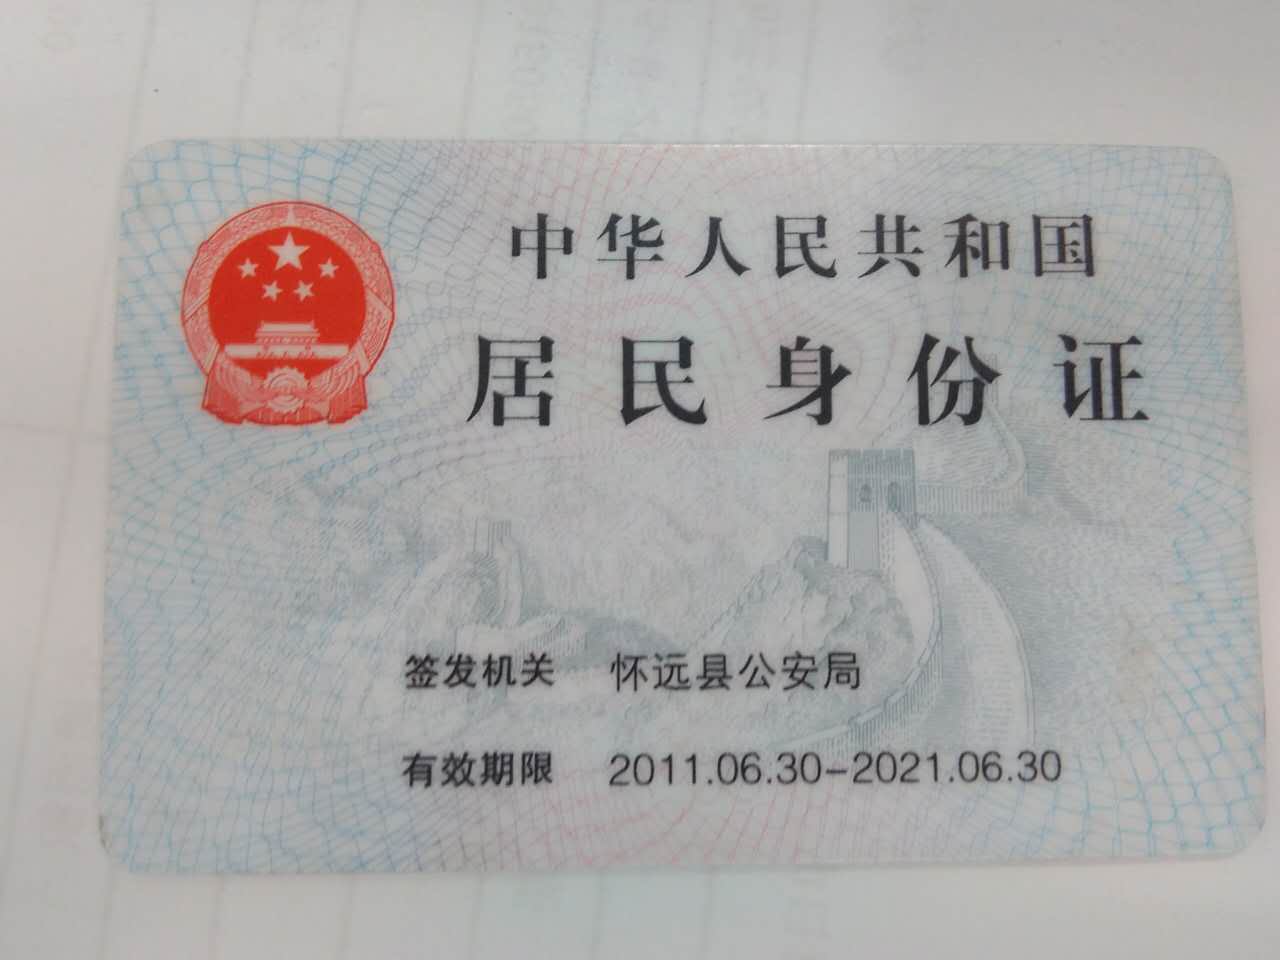 中华人民共和国
居民身份证
签发机关 怀远县公安局
有效期限 2011.06.30-2021.06.30